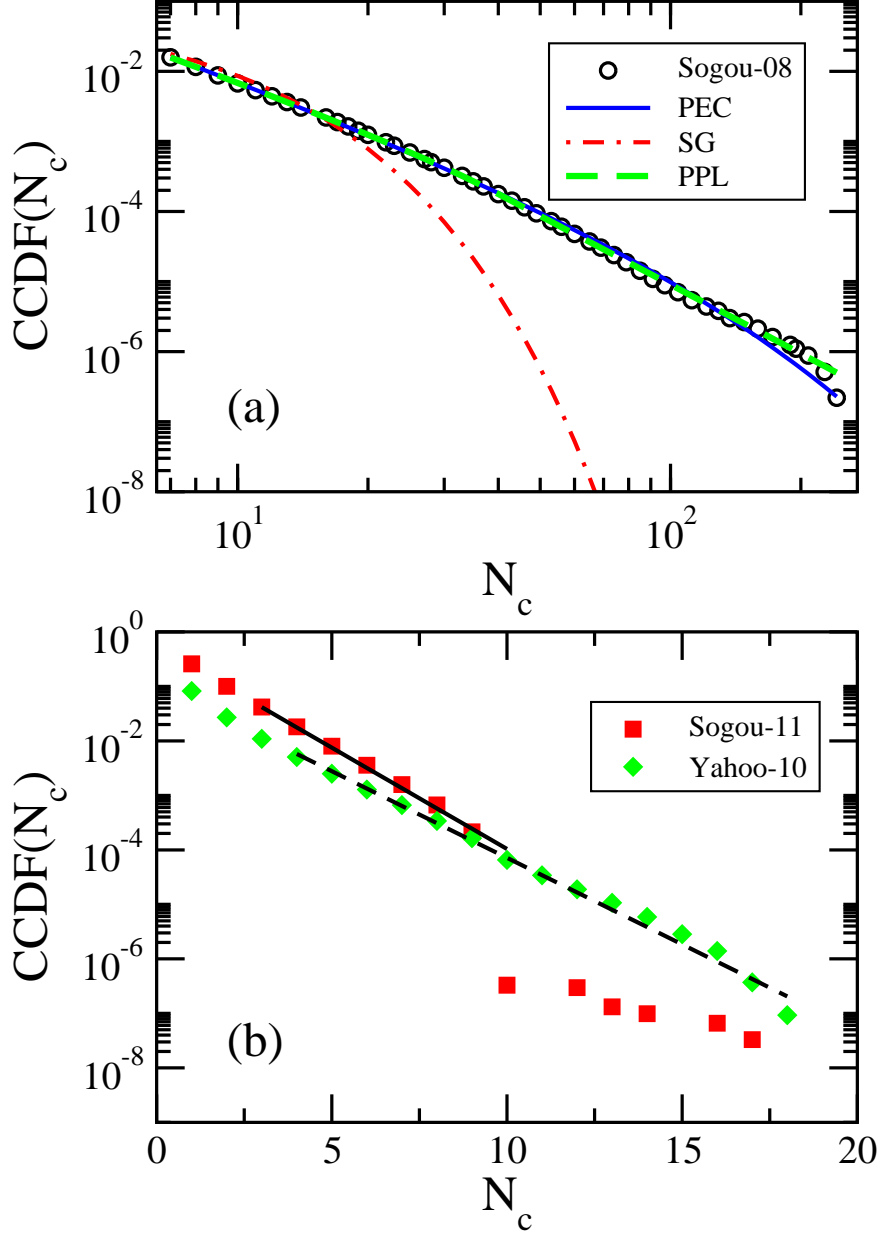 10^-2
10^-4
10^-6
10^-8
CCDF(N_c)
Sogou-08
PEC
SG
PPL
(a)
10^1
10^2
N_c
10^0
10^-2
10^-4
10^-6
10^-8
CCDF(N_c)
Sogou-11
Yahoo-10
(b)
0
5
10
15
20
N_c